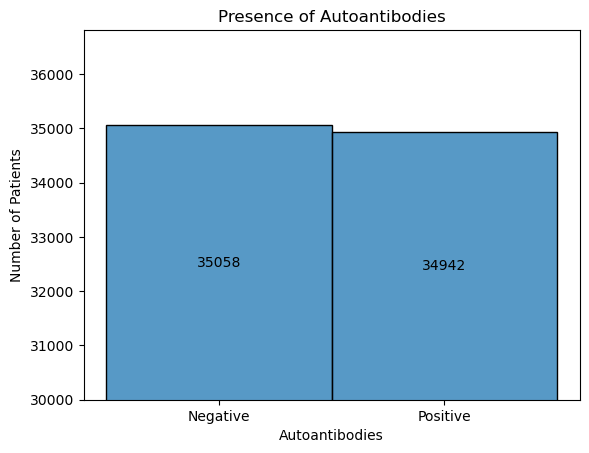 Presence of Autoantibodies
Number of Patients
36000
35000
34000
33000
32000
31000
30000
35058
34942
Negative
Positive
Autoantibodies